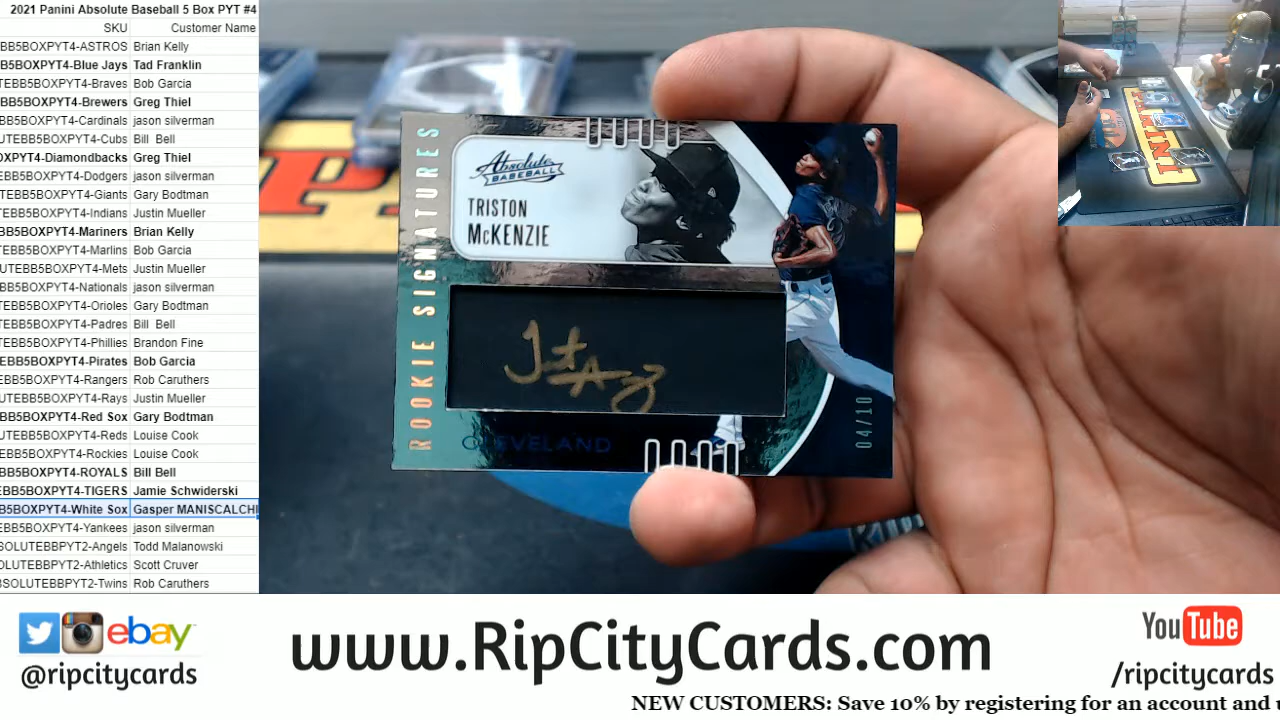 2021 Panini Absolute Baseball 5 Box PYT #4
SKU Customer Name
BB5BOXPYT4-ASTROS Brian Kelly
B5BOXPYT4-Blue Jays Tad Franklin
TEBB5BOXPYT4-Braves Bob Garcia
BB5BOXPYT4-Brewers Greg Thiel
EBB5BOXPYT4-Cardinals jason silverman
UTEBB5BOXPYT4-Cubs Bill Bell
OXPYT4-Diamondbacks Greg Thiel
TEBB5BOXPYT4-Dodgers jason silverman
TEBB5BOXPYT4-Giants Gary Bodtman
TEBB5BOXPYT4-Indians Justin Mueller
EBB5BOXPYT4-Mariners Brian Kelly
TEBB5BOXPYT4-Marlins Bob Garcia
UTEBB5BOXPYT4-Mets Justin Mueller
EBB5BOXPYT4-Nationals jason silverman
TEBB5BOXPYT4-Orioles Gary Bodtman
TEBB5BOXPYT4-Padres Bill Bell
TEBB5BOXPYT4-Phillies Brandon Fine
EBB5BOXPYT4-Pirates Bob Garcia
EBB5BOXPYT4-Rangers Rob Caruthers
UTEBB5BOXPYT4-Rays Justin Mueller
BB5BOXPYT4-Red Sox Gary Bodtman
UTEBB5BOXPYT4-Reds Louise Cook
EBB5BOXPYT4-Rockies Louise Cook
EBB5BOXPYT4-ROYALS Bill Bell
EBB5BOXPYT4-TIGERS Jamie Schwiderski
B5BOXPYT4-White Sox Gasper MANISCALCHI
EBB5BOXPYT4-Yankees jason silverman
SOLUTEBBPYT2-Angels Todd Malanowski
OLUTEBBPYT2-Athletics Scott Cruver
BSOLUTEBBPYT2-Twins Rob Caruthers
ROOKIE SIGNATURES
Absolute
BASEBALL
TRISTON
McKENZIE
CLEVELAND
04/10
PANINI
ebay
@ripcitycards
www.RipCityCards.com
YouTube
/ripcitycards
NEW CUSTOMERS: Save 10% by registering for an account and u